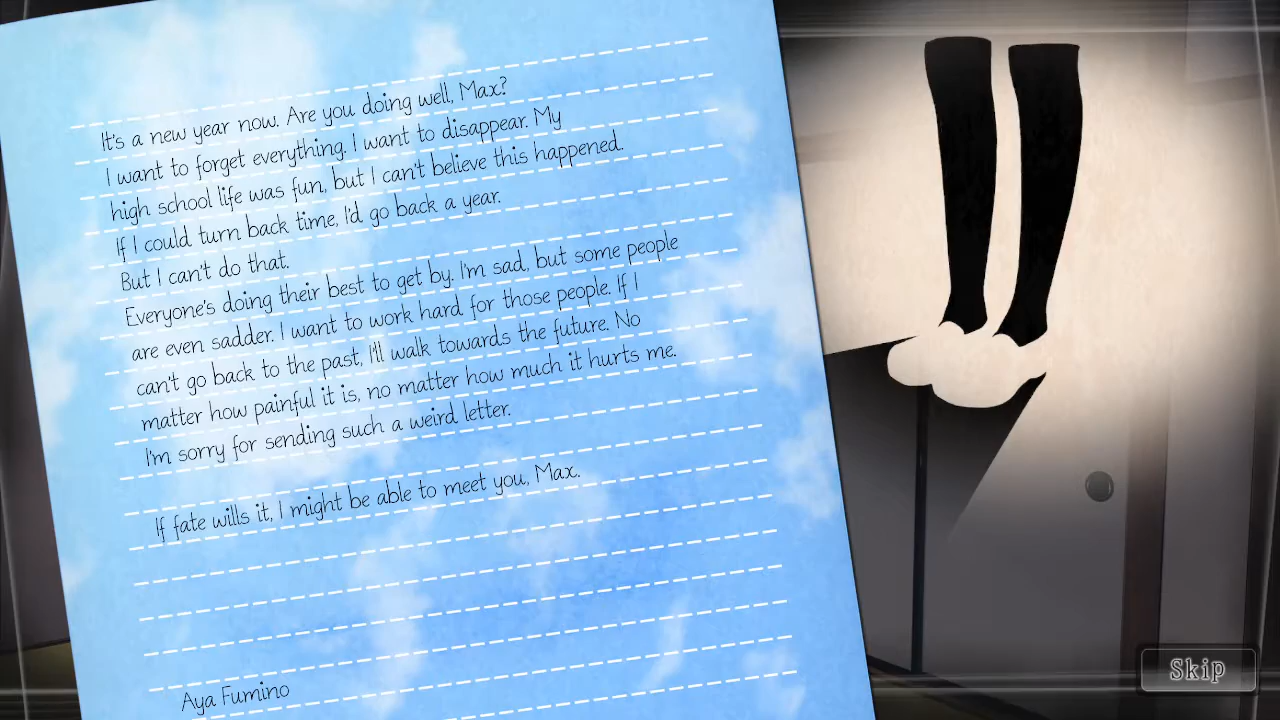 It's a new year now. Are you doing well, Max?
I want to forget everything. I want to disappear. My
high school life was fun, but I can't believe this happened.
If I could turn back time, I'd go back a year.
But I can't do that.
Everyone's doing their best to get by. I'm sad, but some people
are even sadder. I want to work hard for those people. If I
can't go back to the past, I'll walk towards the future. No
matter how painful it is, no matter how much it hurts me.
I'm sorry for sending such a weird letter.
If fate wills it, I might be able to meet you, Max.
Aya Fumino
Skip